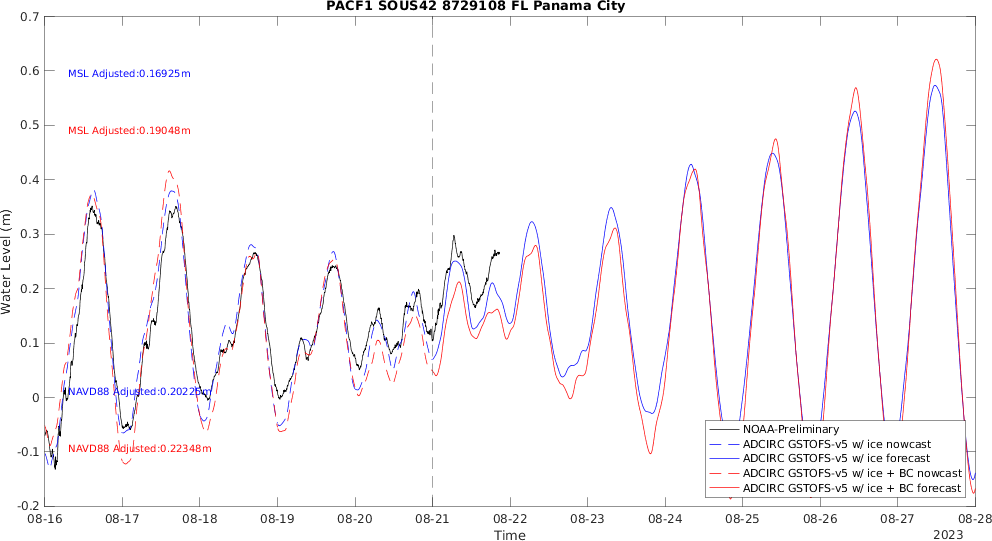 PACF1 SOUS42 8729108 FL Panama City
0.7
0.6
0.5
0.4
0.3
0.2
0.1
0
-0.1
-0.2
Water Level (m)
MSL Adjusted:0.16925m
MSL Adjusted:0.19048m
NAVD88 Adjusted:0.20225m
NAVD88 Adjusted:0.22348m
NOAA-Preliminary
ADCIRC GSTOFS-v5 w/ ice nowcast
ADCIRC GSTOFS-v5 w/ ice forecast
ADCIRC GSTOFS-v5 w/ ice + BC nowcast
ADCIRC GSTOFS-v5 w/ ice + BC forecast
08-16 08-17 08-18 08-19 08-20 08-21 08-22 08-23 08-24 08-25 08-26 08-27 08-28
Time
2023